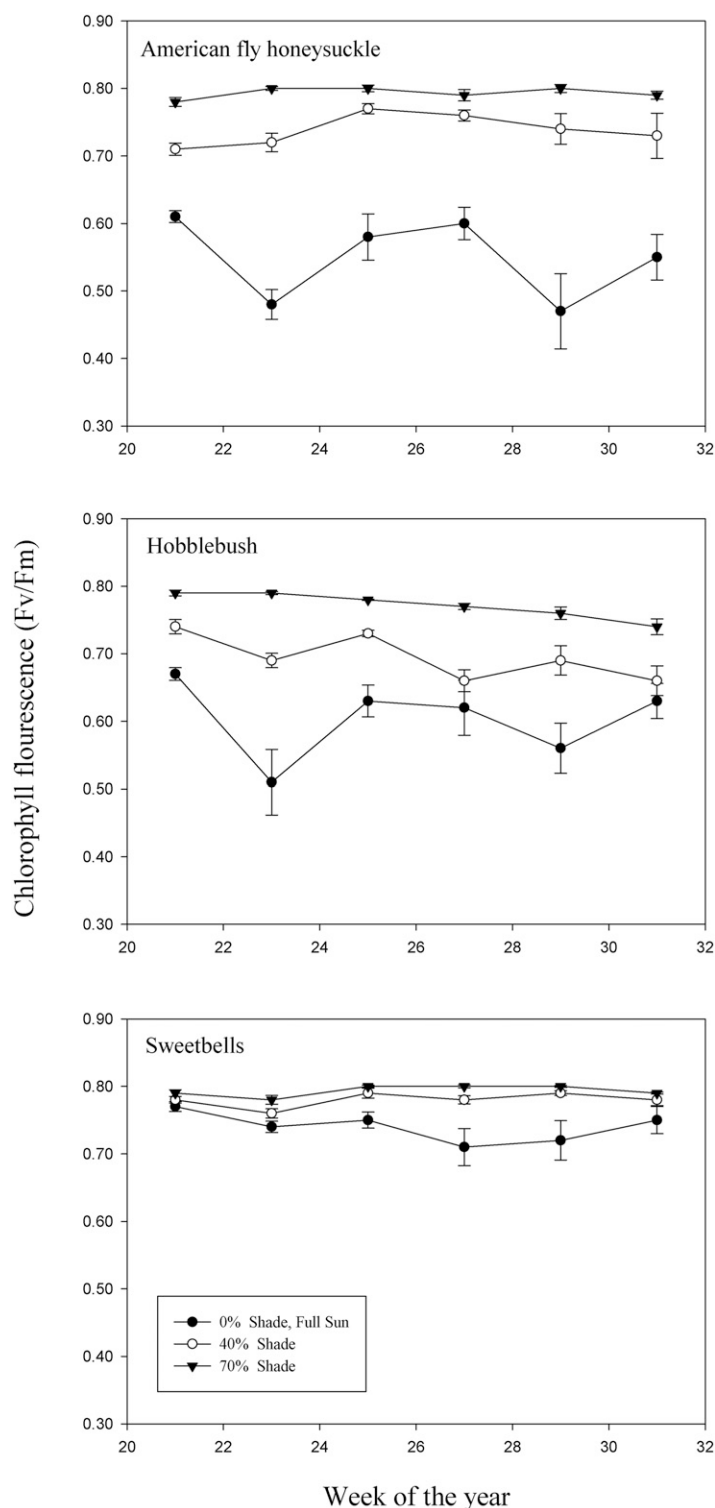 American fly honeysuckle
0.90
0.80
0.70
0.60
0.50
0.40
0.30
20 22 24 26 28 30 32
Hobblebush
0.90
0.80
0.70
0.60
0.50
0.40
0.30
20 22 24 26 28 30 32
Sweetbells
0.90
0.80
0.70
0.60
0.50
0.40
0.30
20 22 24 26 28 30 32
0% Shade, Full Sun
40% Shade
70% Shade
Chlorophyll flourescence (Fv/Fm)
Week of the year